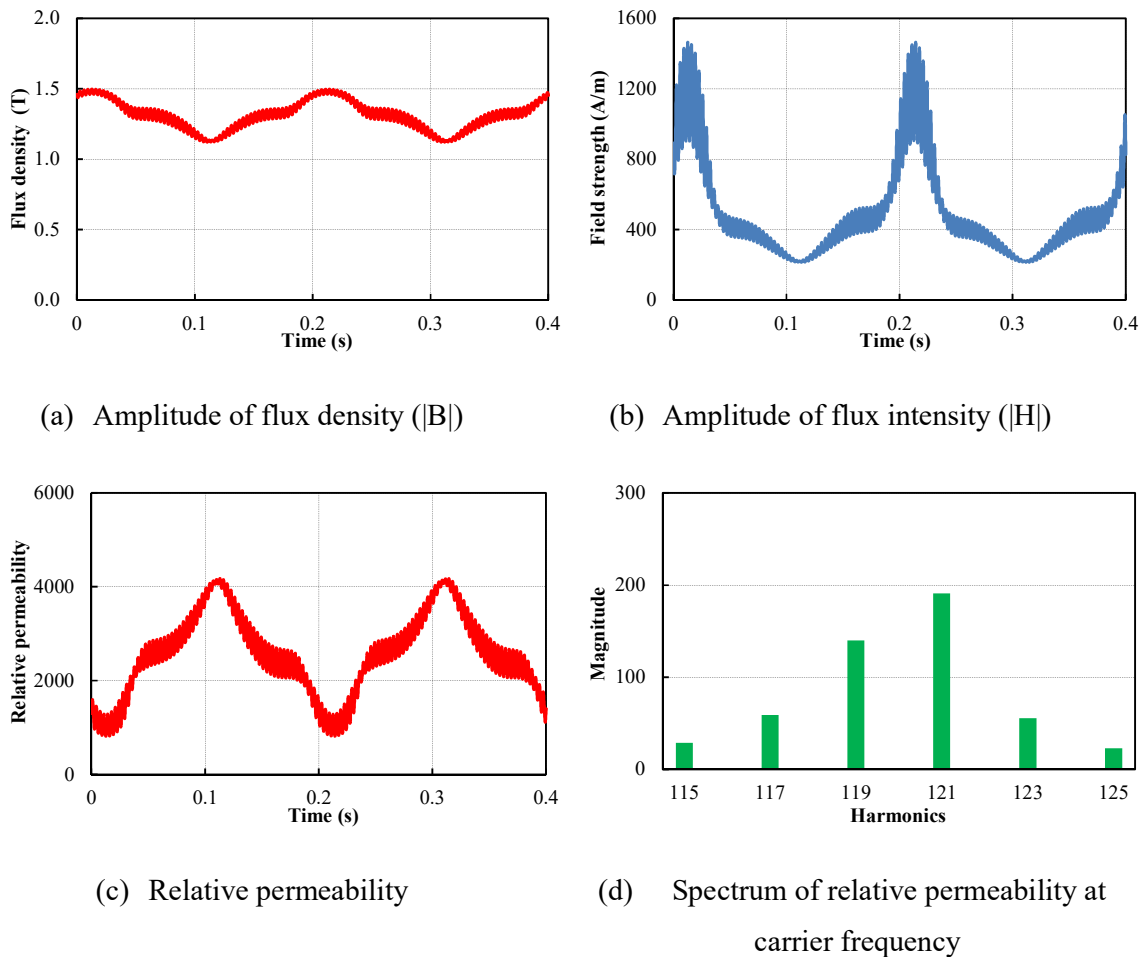 2.0
1.5
1.0
0.5
0.0
Flux density (T)
0 0.1 0.2 0.3 0.4
Time (s)
1600
1200
800
400
0
Field strength (A/m)
0 0.1 0.2 0.3 0.4
Time (s)
(a) Amplitude of flux density (|B|)
(b) Amplitude of flux intensity (|H|)
6000
4000
2000
0
Relative permeability
0 0.1 0.2 0.3 0.4
Time (s)
300
200
100
0
Magnitude
115 117 119 121 123 125
Harmonics
(c) Relative permeability
(d) Spectrum of relative permeability at
carrier frequency